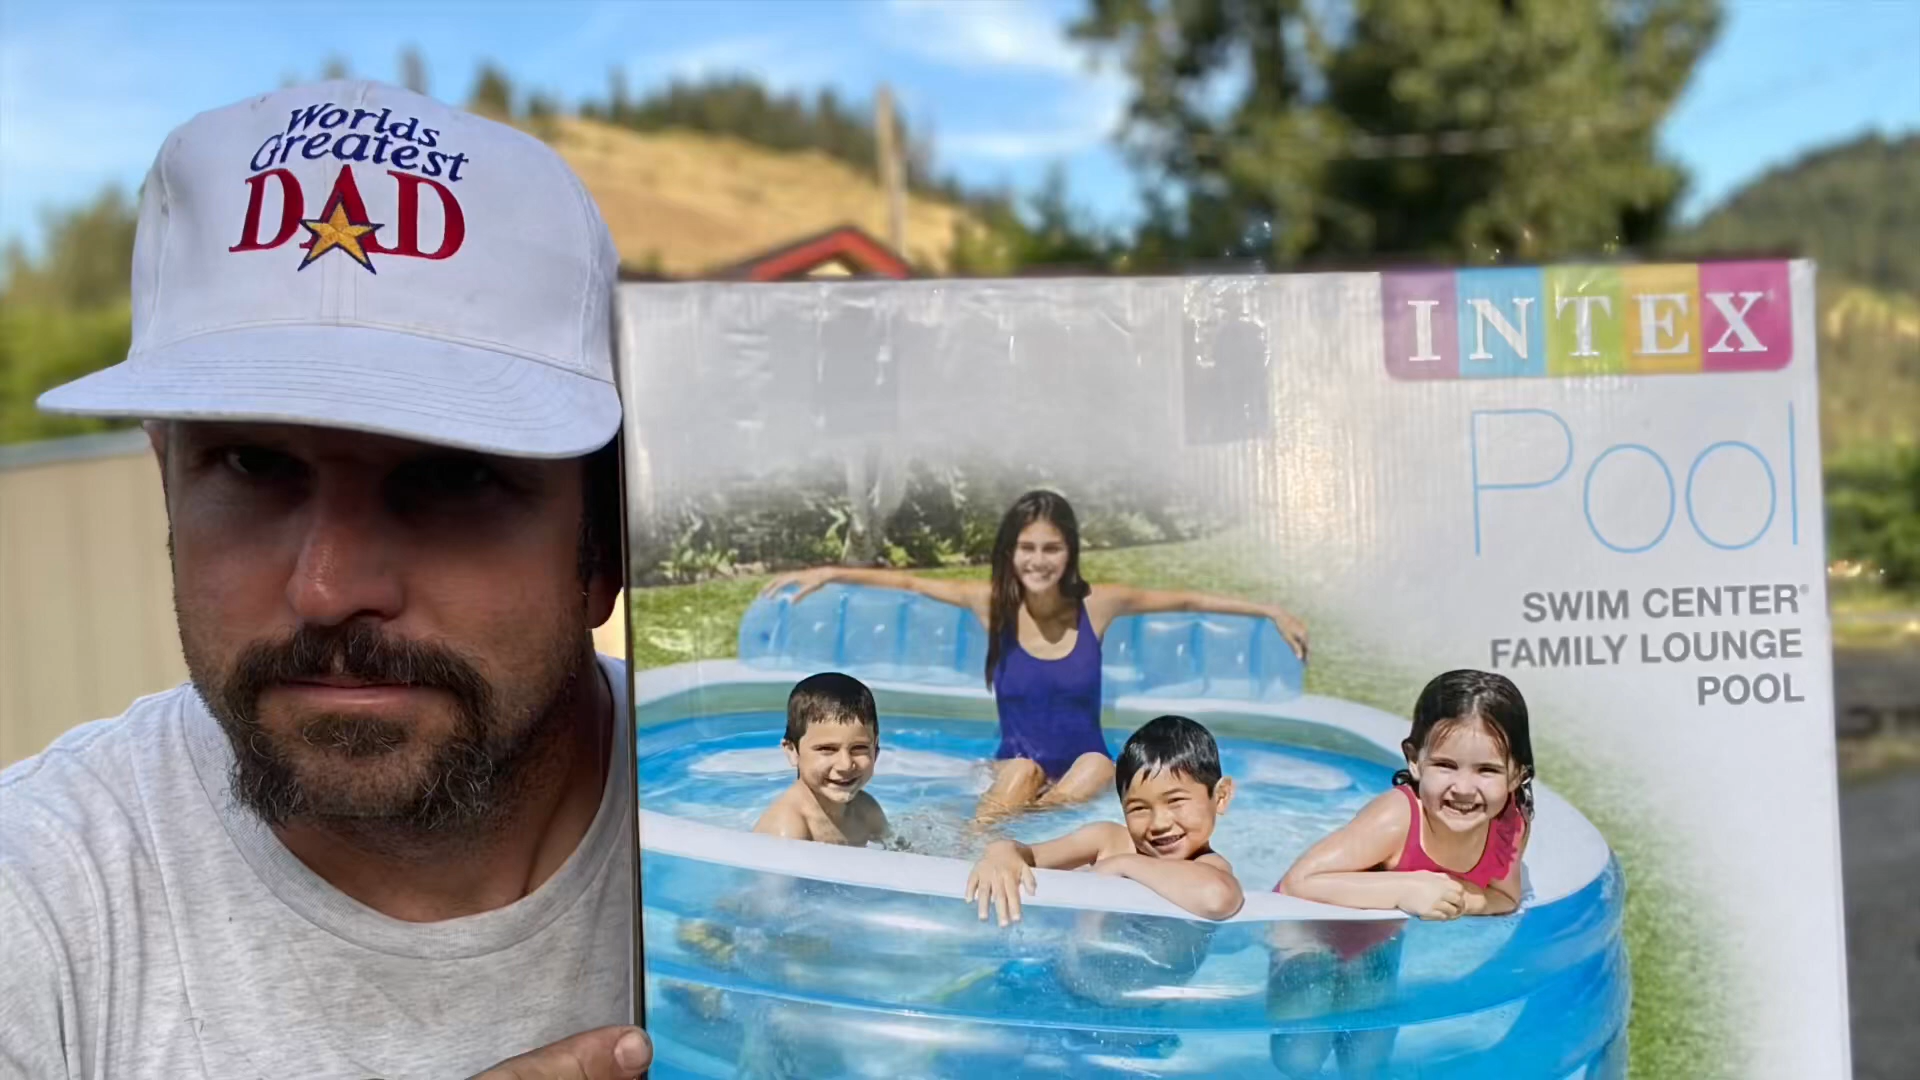 Worlds
Greatest
DAD
INTEX
Pool
SWIM CENTER®
FAMILY LOUNGE
POOL